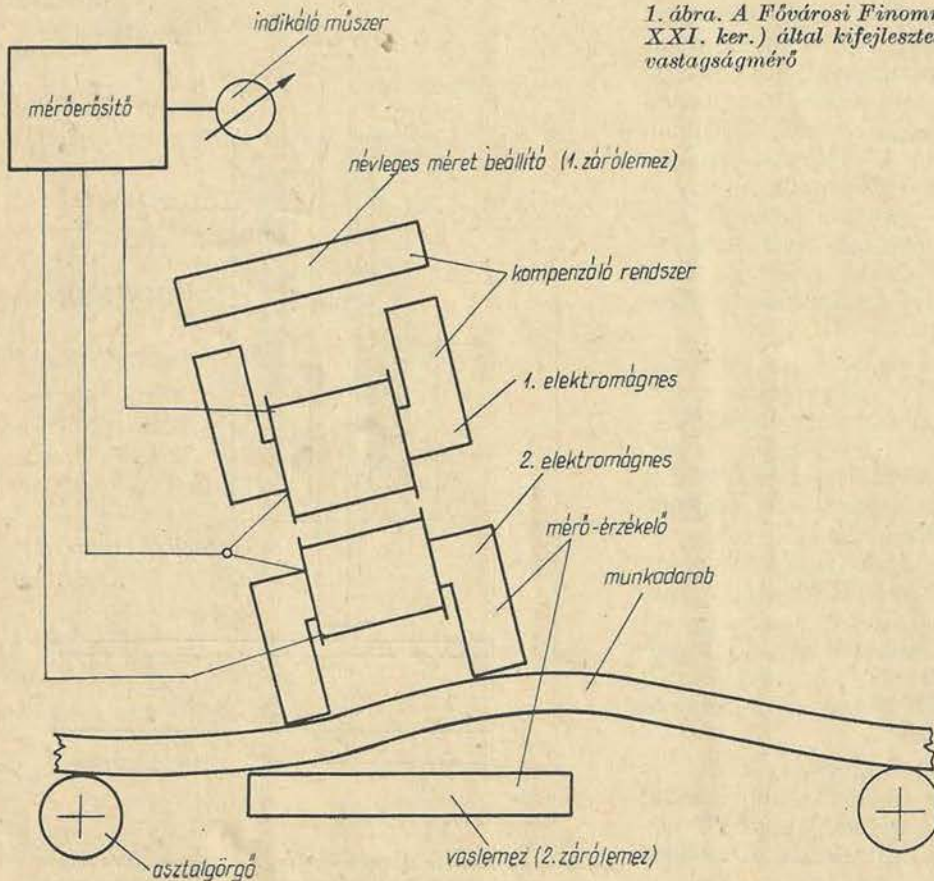 1. ábra. A Fővárosi Finomm
XXI. ker.) által kifejleszte
vastagságmérő
indikáló műszer
mérőerősítő
névleges méret beállító (1. zárólemez)
kompenzáló rendszer
1. elektromágnes
2. elektromágnes
mérő-érzékelő
munkadarab
asztalgörgő
vaslemez (2. zárólemez)